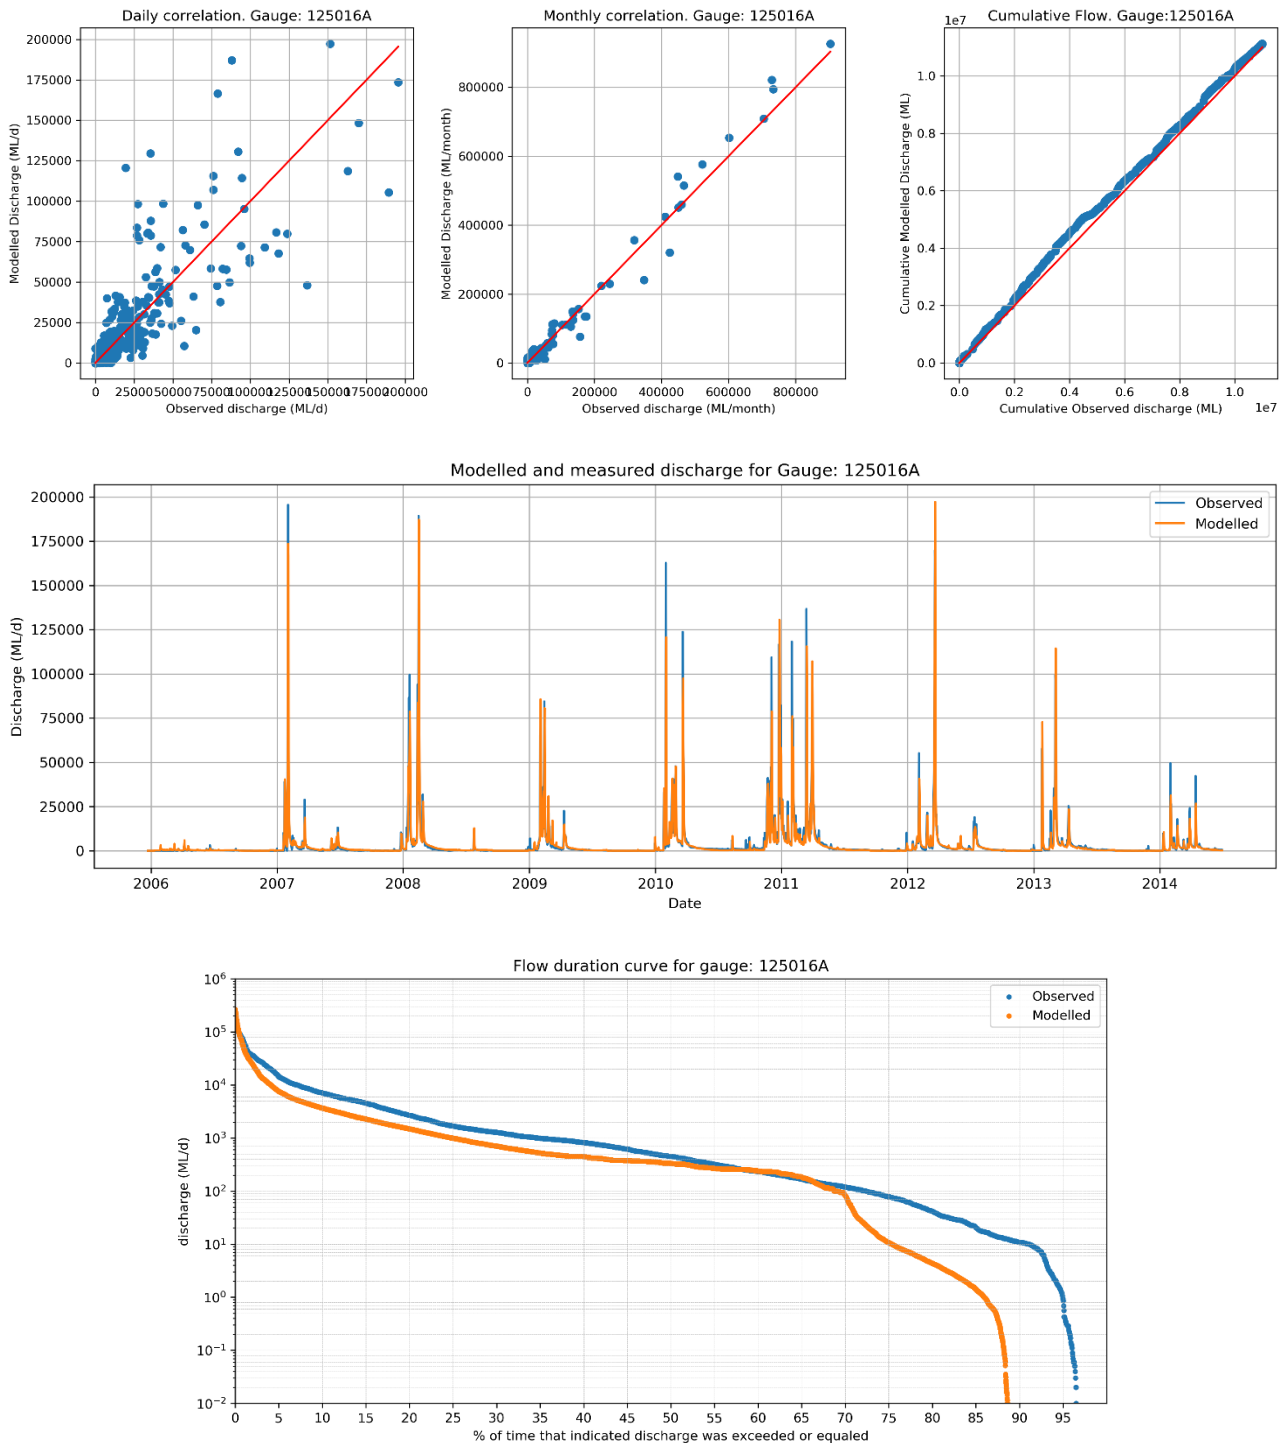 Daily correlation. Gauge: 125016A
200000
175000
150000
125000
100000
75000
50000
25000
0
Modelled Discharge (ML/d)
0 25000 50000 75000 100000 125000 150000 175000 200000
Observed discharge (ML/d)
Monthly correlation. Gauge: 125016A
800000
600000
400000
200000
0
Modelled Discharge (ML/month)
0 200000 400000 600000 800000
Observed discharge (ML/month)
Cumulative Flow. Gauge:125016A
1e7
1.0
0.8
0.6
0.4
0.2
0.0
Cumulative Modelled Discharge (ML)
0.0 0.2 0.4 0.6 0.8 1.0
Cumulative Observed discharge (ML)
1e7
Modelled and measured discharge for Gauge: 125016A
200000
175000
150000
125000
100000
75000
50000
25000
0
Discharge (ML/d)
Observed
Modelled
2006 2007 2008 2009 2010 2011 2012 2013 2014
Date
Flow duration curve for gauge: 125016A
10⁶
10⁵
10⁴
10³
10²
10¹
10⁰
10⁻¹
10⁻²
discharge (ML/d)
Observed
Modelled
0 5 10 15 20 25 30 35 40 45 50 55 60 65 70 75 80 85 90 95
% of time that indicated discharge was exceeded or equaled